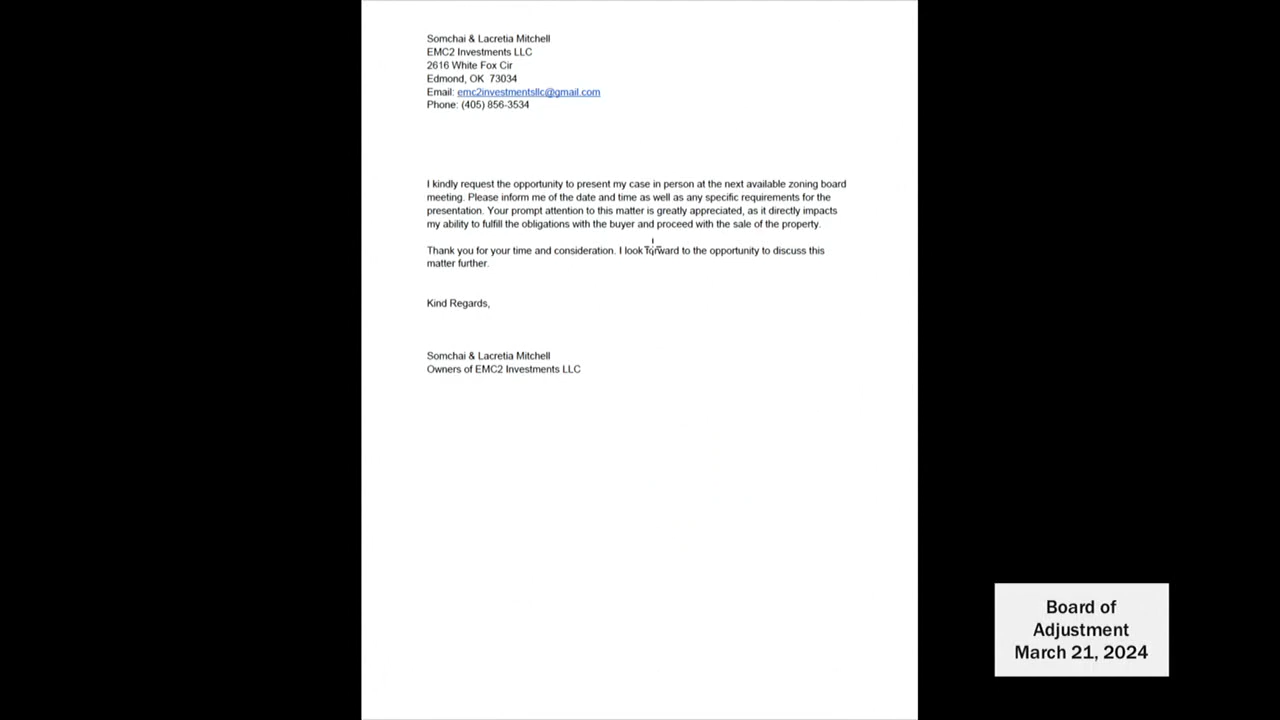 Somchai & Lacretia Mitchell
EMC2 Investments LLC
2616 White Fox Cir
Edmond, OK 73034
Email: emc2investmentsllc@gmail.com
Phone: (405) 856-3534
I kindly request the opportunity to present my case in person at the next available zoning board
meeting. Please inform me of the date and time as well as any specific requirements for the
presentation. Your prompt attention to this matter is greatly appreciated, as it directly impacts
my ability to fulfill the obligations with the buyer and proceed with the sale of the property.
Thank you for your time and consideration. I look forward to the opportunity to discuss this
matter further.
Kind Regards,
Somchai & Lacretia Mitchell
Owners of EMC2 Investments LLC
Board of
Adjustment
March 21, 2024